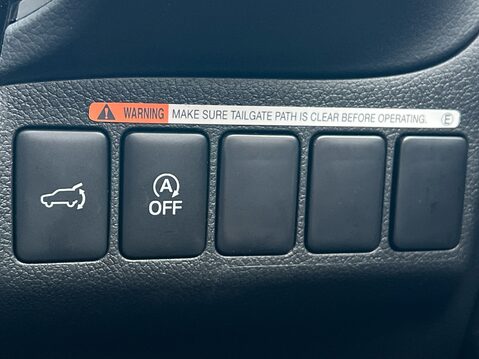 WARNING MAKE SURE TAILGATE PATH IS CLEAR BEFORE OPERATING. E
A
OFF